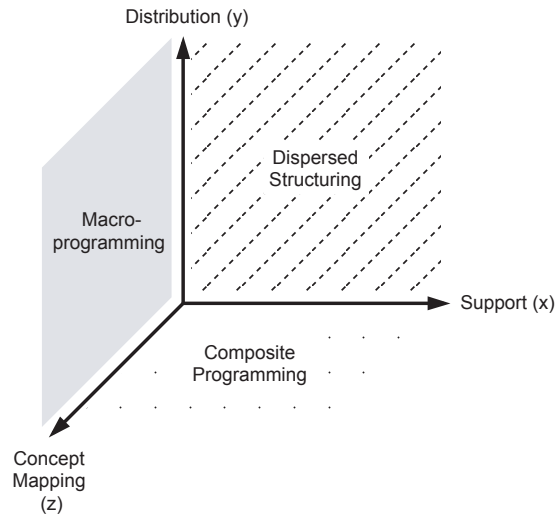 Distribution (y)
Dispersed
Structuring
Macro-
programming
Support (x)
Composite
Programming
Concept
Mapping
(z)